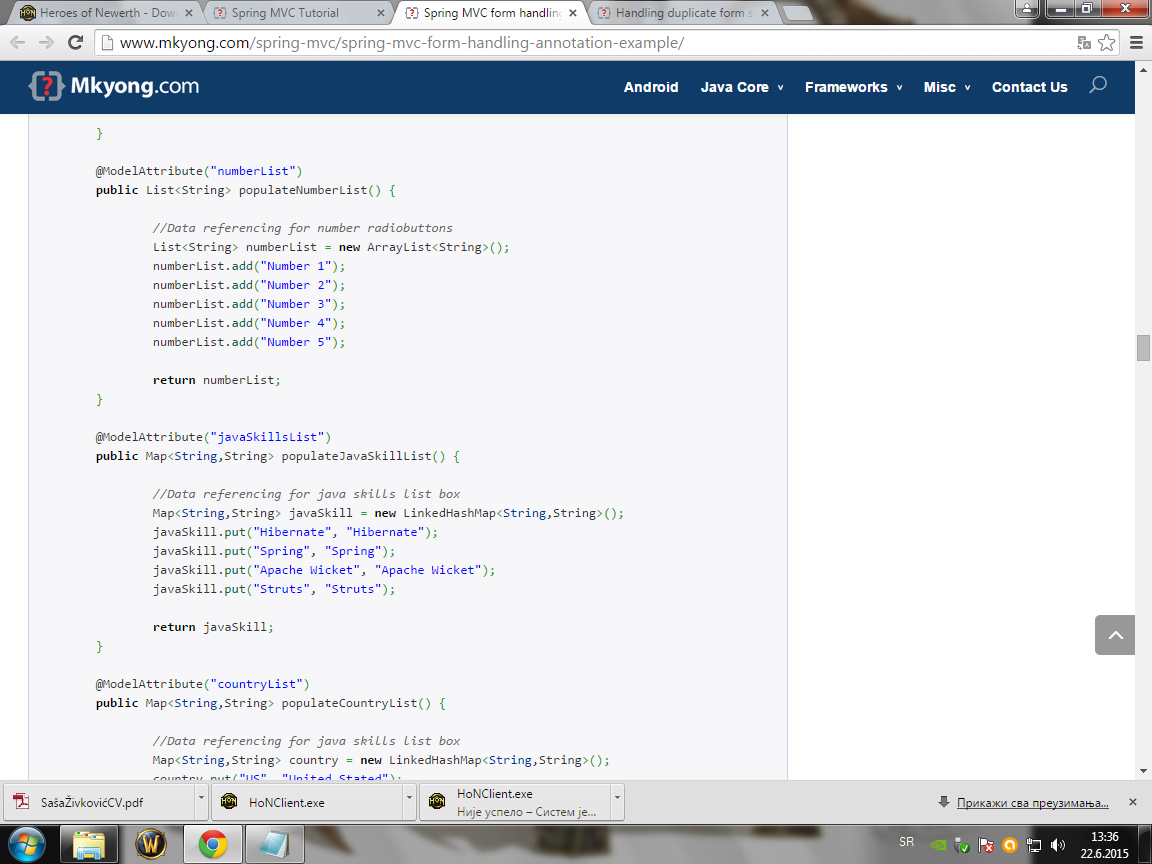 Heroes of Newerth - Dow
Spring MVC Tutorial
Spring MVC form handling
Handling duplicate form s
www.mkyong.com/spring-mvc/spring-mvc-form-handling-annotation-example/
Mkyong.com
Android
Java Core
Frameworks
Misc
Contact Us
}
@ModelAttribute("numberList")
public List<String> populateNumberList() {
//Data referencing for number radiobuttons
List<String> numberList = new ArrayList<String>();
numberList.add("Number 1");
numberList.add("Number 2");
numberList.add("Number 3");
numberList.add("Number 4");
numberList.add("Number 5");
return numberList;
}
@ModelAttribute("javaSkillsList")
public Map<String,String> populateJavaSkillList() {
//Data referencing for java skills list box
Map<String,String> javaSkill = new LinkedHashMap<String,String>();
javaSkill.put("Hibernate", "Hibernate");
javaSkill.put("Spring", "Spring");
javaSkill.put("Apache Wicket", "Apache Wicket");
javaSkill.put("Struts", "Struts");
return javaSkill;
}
@ModelAttribute("countryList")
public Map<String,String> populateCountryList() {
//Data referencing for java skills list box
Map<String,String> country = new LinkedHashMap<String,String>();
country.put("US", "United Stated");
SašaŽivkovićCV.pdf
HoNClient.exe
HoNClient.exe
Није успело – Систем је...
Прикажи сва преузимања...
SR
13:36
22.6.2015